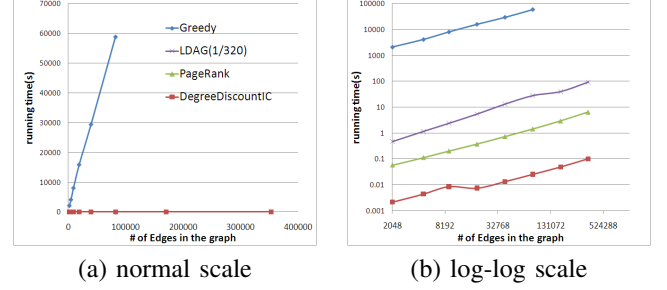 70000
60000
50000
40000
30000
20000
10000
0
running time(s)
Greedy
LDAG(1/320)
PageRank
DegreeDiscountIC
0 100000 200000 300000 400000
# of Edges in the graph
(a) normal scale
100000
10000
1000
100
10
1
0.1
0.01
0.001
running time(s)
2048 8192 32768 131072 524288
# of Edges in the graph
(b) log-log scale